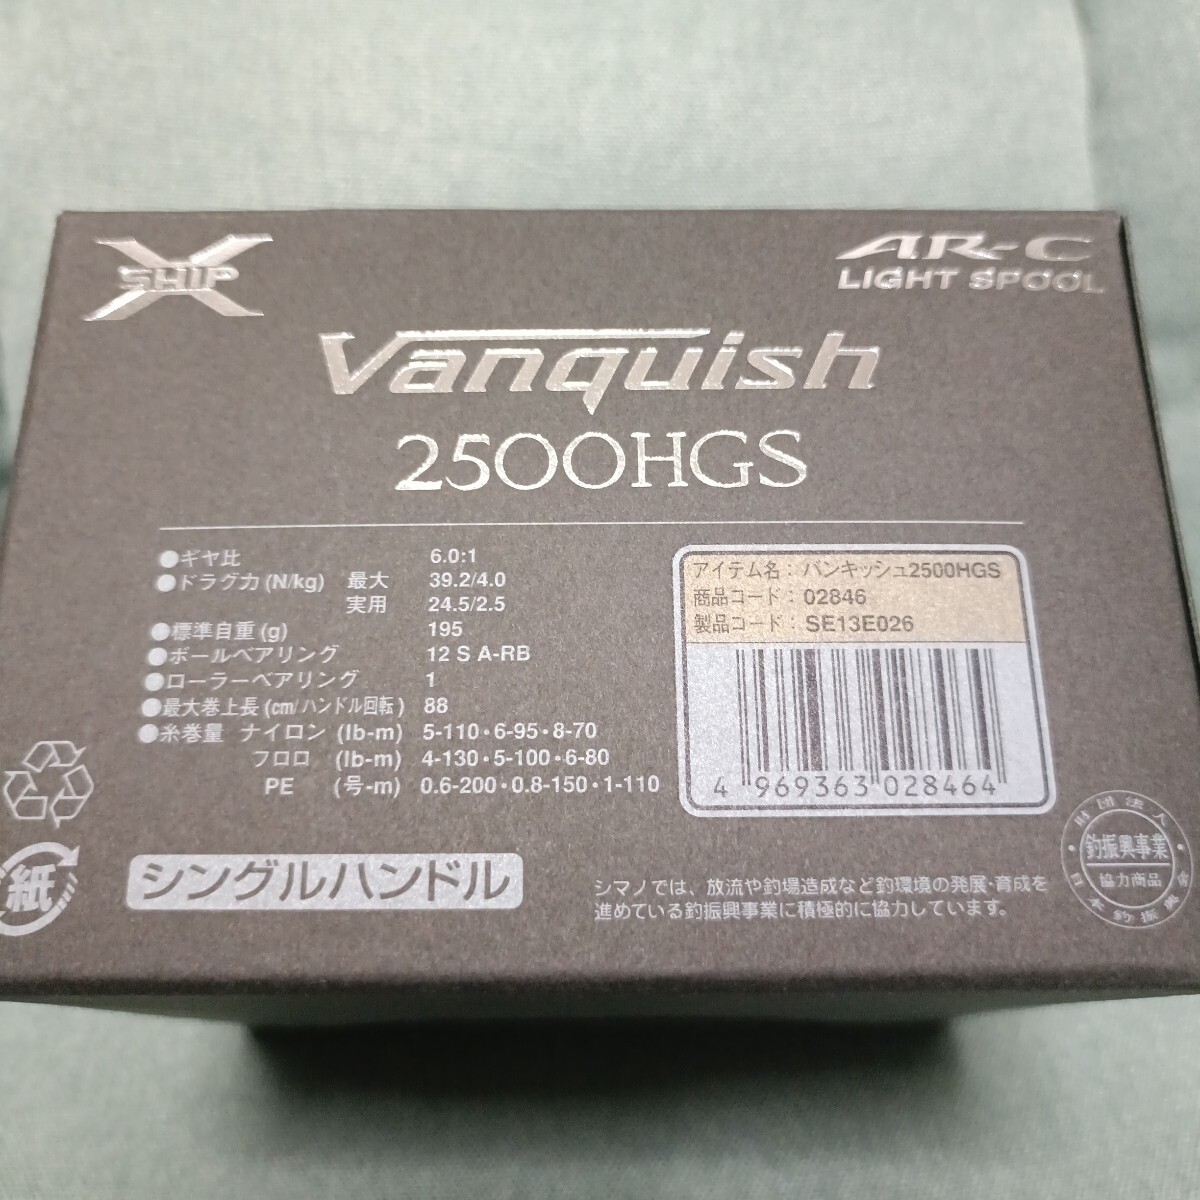 X SHIP
AR-C
LIGHT SPOOL
Vanquish
2500HGS
●ギヤ比 6.0:1
●ドラグ力(N/kg) 最大 39.2/4.0
実用 24.5/2.5
●標準自重(g) 195
●ボールベアリング 12 S A-RB
●ローラーベアリング 1
●最大巻上長(cm/ハンドル回転) 88
●糸巻量 ナイロン (lb-m) 5-110・6-95・8-70
フロロ (lb-m) 4-130・5-100・6-80
PE (号-m) 0.6-200・0.8-150・1-110
アイテム名：バンキッシュ2500HGS
商品コード：02846
製品コード：SE13E026
4 969363 028464
紙
シングルハンドル
シマノでは、放流や釣場造成など釣環境の発展・育成を
進めている釣振興事業に積極的に協力しています。
財団法人
釣振興事業
協力商品
日本釣振興会